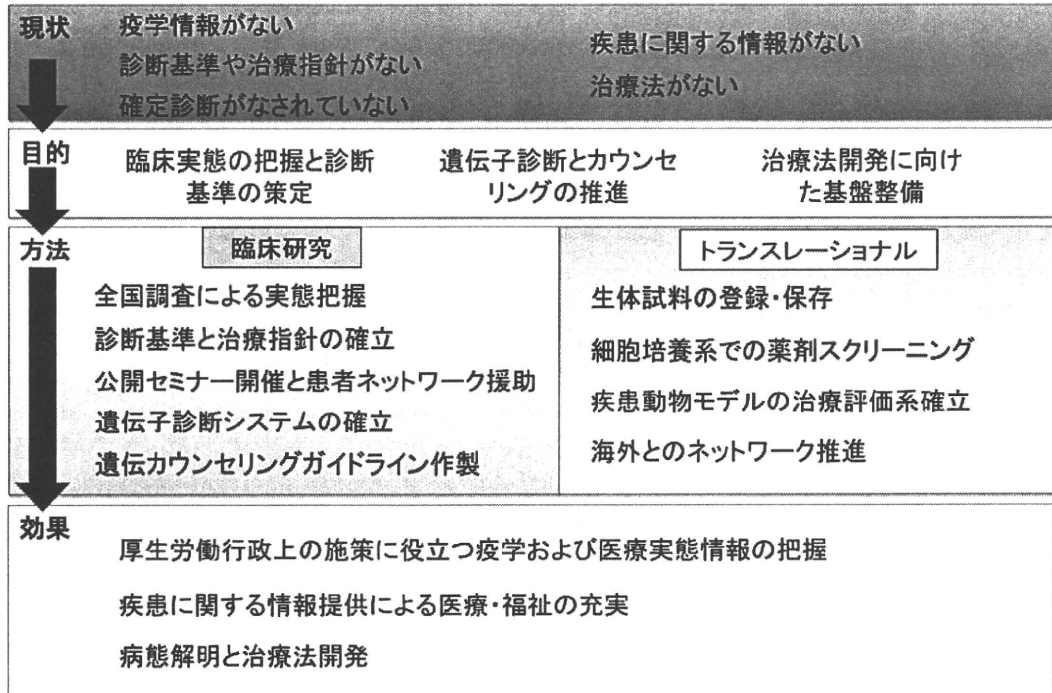 現状
疫学情報がない
診断基準や治療指針がない
確定診断がなされていない
疾患に関する情報がない
治療法がない
目的
臨床実態の把握と診断
基準の策定
遺伝子診断とカウンセ
リングの推進
治療法開発に向け
た基盤整備
方法
臨床研究
全国調査による実態把握
診断基準と治療指針の確立
公開セミナー開催と患者ネットワーク援助
遺伝子診断システムの確立
遺伝カウンセリングガイドライン作製
トランスレーショナル
生体試料の登録・保存
細胞培養系での薬剤スクリーニング
疾患動物モデルの治療評価系確立
海外とのネットワーク推進
効果
厚生労働行政上の施策に役立つ疫学および医療実態情報の把握
疾患に関する情報提供による医療・福祉の充実
病態解明と治療法開発